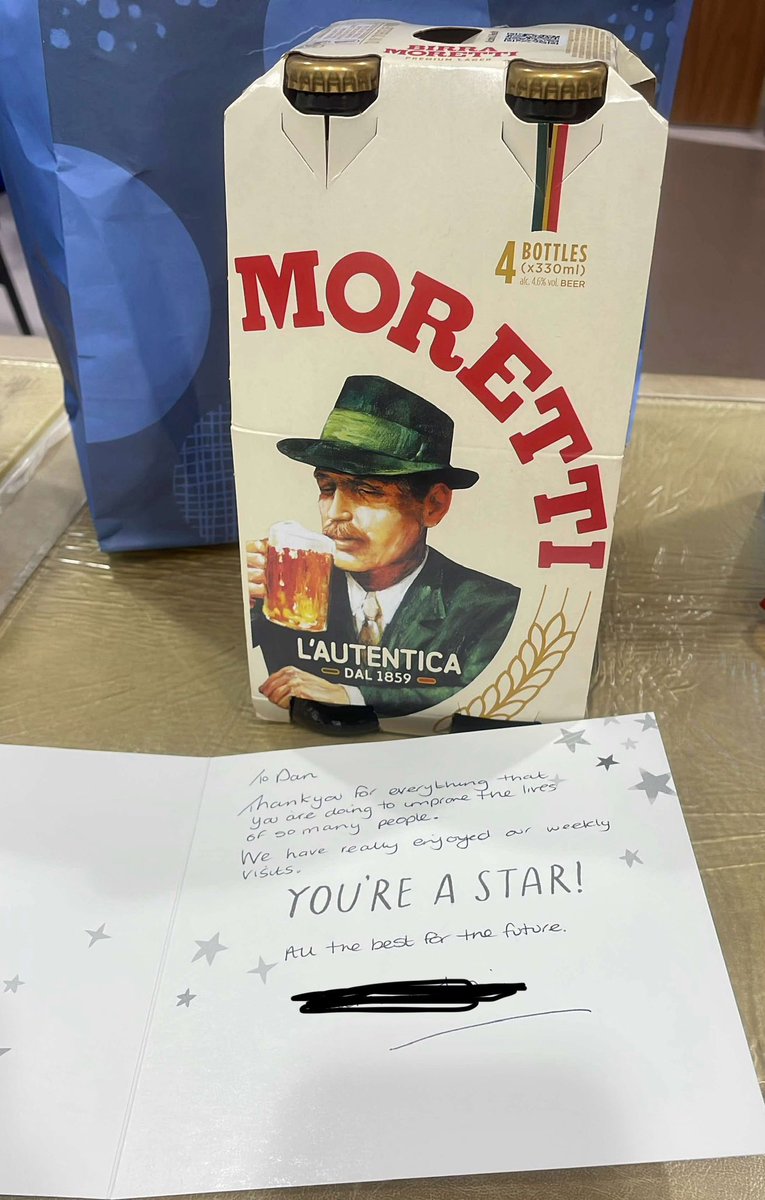 BIRRA
MORETTI
PREMIUM LAGER
4 BOTTLES
(x330ml)
alc. 4.6% vol. BEER
MORETTI
L'AUTENTICA
DAL 1859
To Dan
Thankyou for everything that
you are doing to improve the lives
of so many people.
We have really enjoyed our weekly
visits.
YOU'RE A STAR!
All the best for the future.